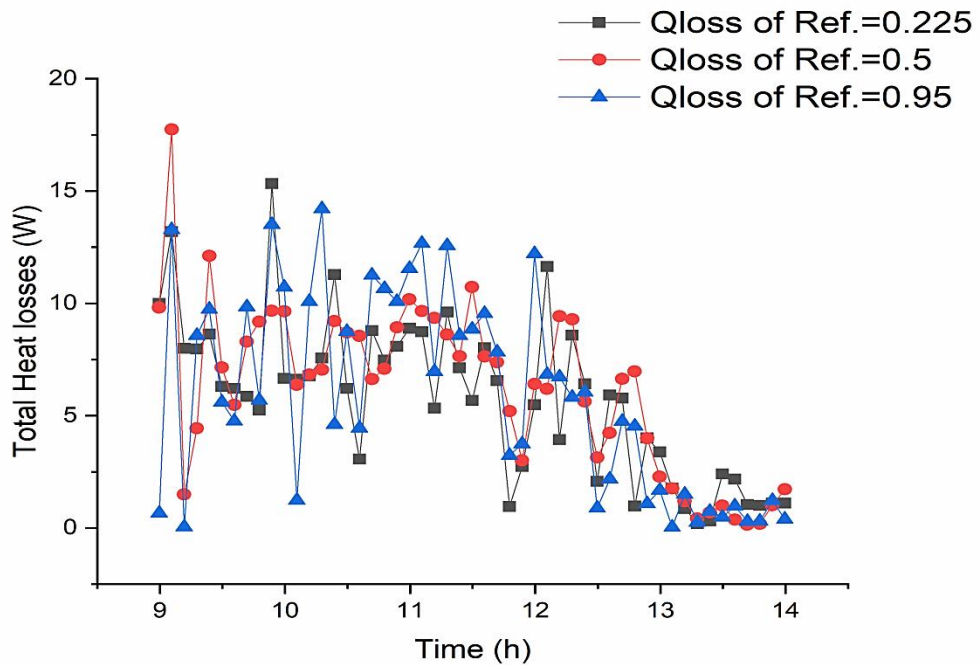 Qloss of Ref.=0.225
Qloss of Ref.=0.5
Qloss of Ref.=0.95
20
15
10
5
0
Total Heat losses (W)
9 10 11 12 13 14
Time (h)